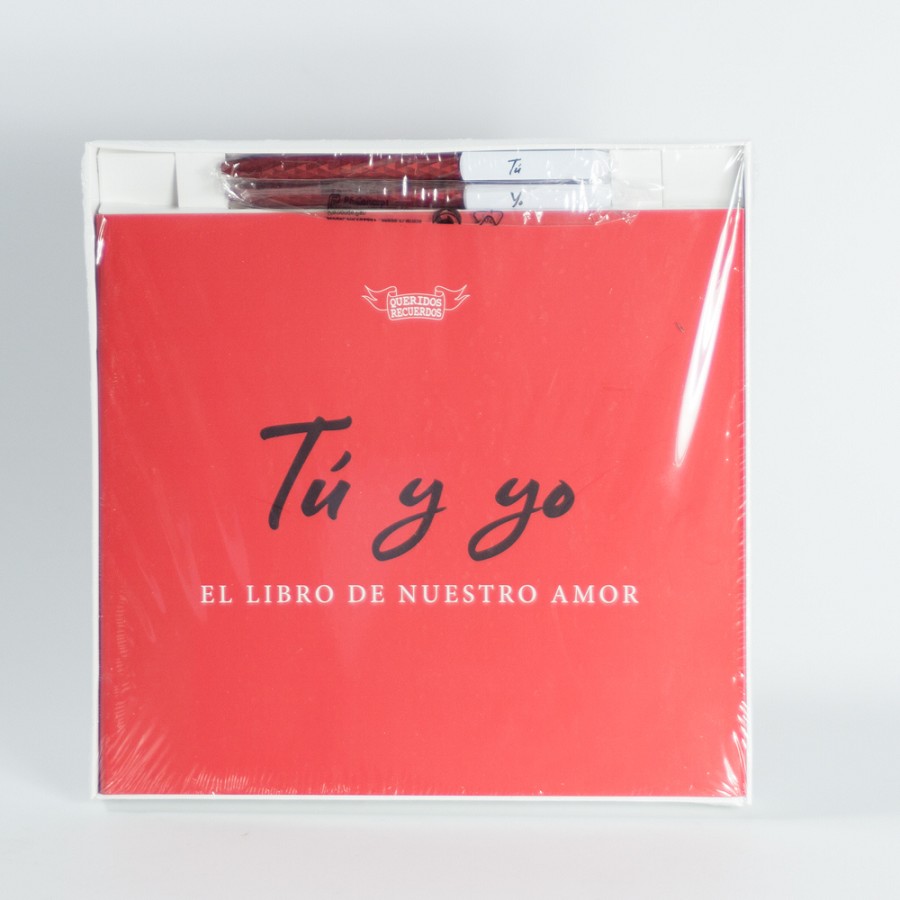 Tú
Yo
QUERIDOS
RECUERDOS
Tú y yo
EL LIBRO DE NUESTRO AMOR